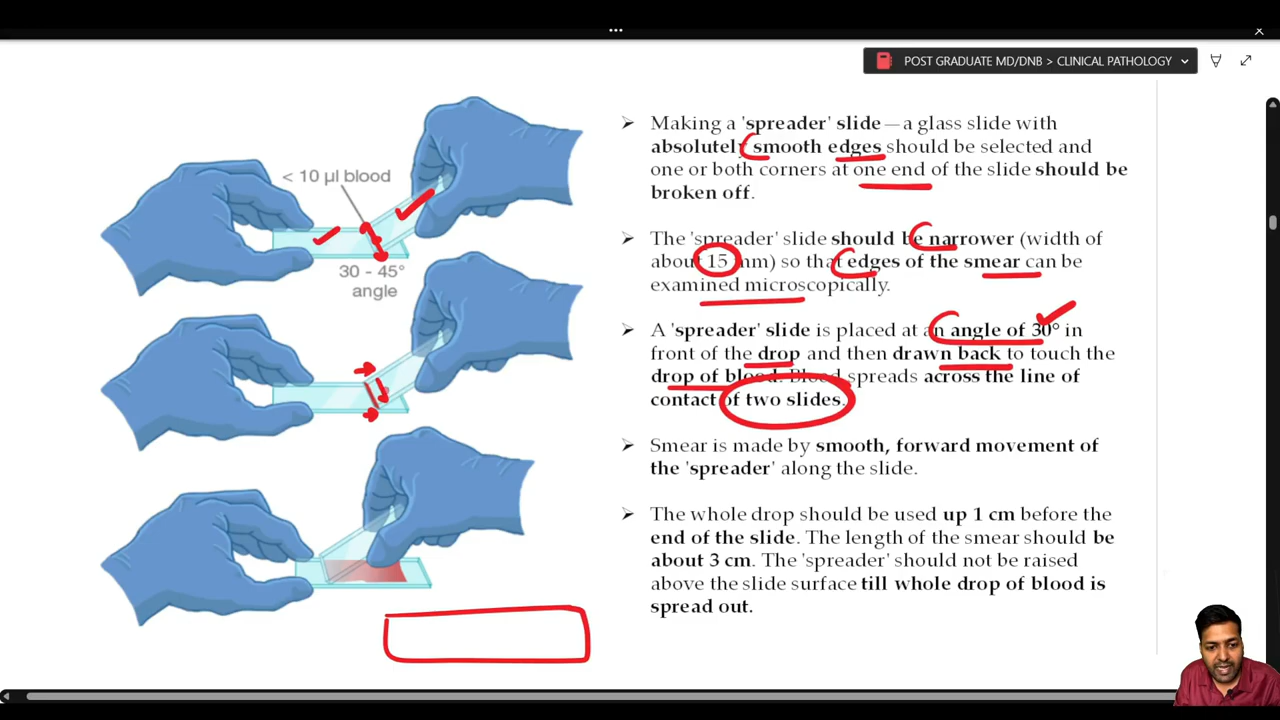 POST GRADUATE MD/DNB > CLINICAL PATHOLOGY
< 10 µl blood
30 - 45°
angle
➢ Making a 'spreader' slide—a glass slide with
absolutely smooth edges should be selected and
one or both corners at one end of the slide should be
broken off.
➢ The 'spreader' slide should be narrower (width of
about 15 mm) so that edges of the smear can be
examined microscopically.
➢ A 'spreader' slide is placed at an angle of 30° in
front of the drop and then drawn back to touch the
drop of blood. Blood spreads across the line of
contact of two slides.
➢ Smear is made by smooth, forward movement of
the 'spreader' along the slide.
➢ The whole drop should be used up 1 cm before the
end of the slide. The length of the smear should be
about 3 cm. The 'spreader' should not be raised
above the slide surface till whole drop of blood is
spread out.